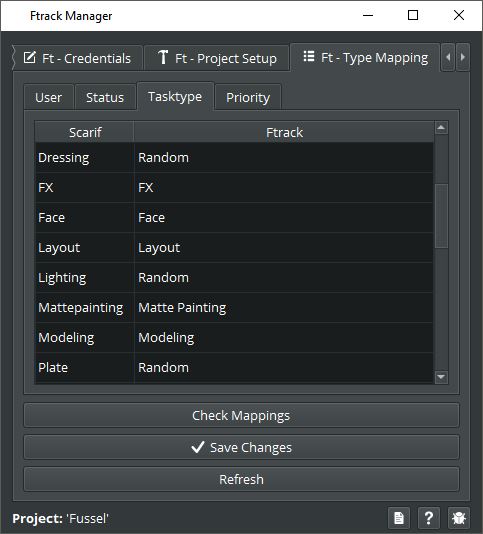 Ftrack Manager
Ft - Credentials Ft - Project Setup Ft - Type Mapping
User Status Tasktype Priority
Scarif Ftrack
Dressing Random
FX FX
Face Face
Layout Layout
Lighting Random
Mattepainting Matte Painting
Modeling Modeling
Plate Random
Check Mappings
Save Changes
Refresh
Project: 'Fussel'